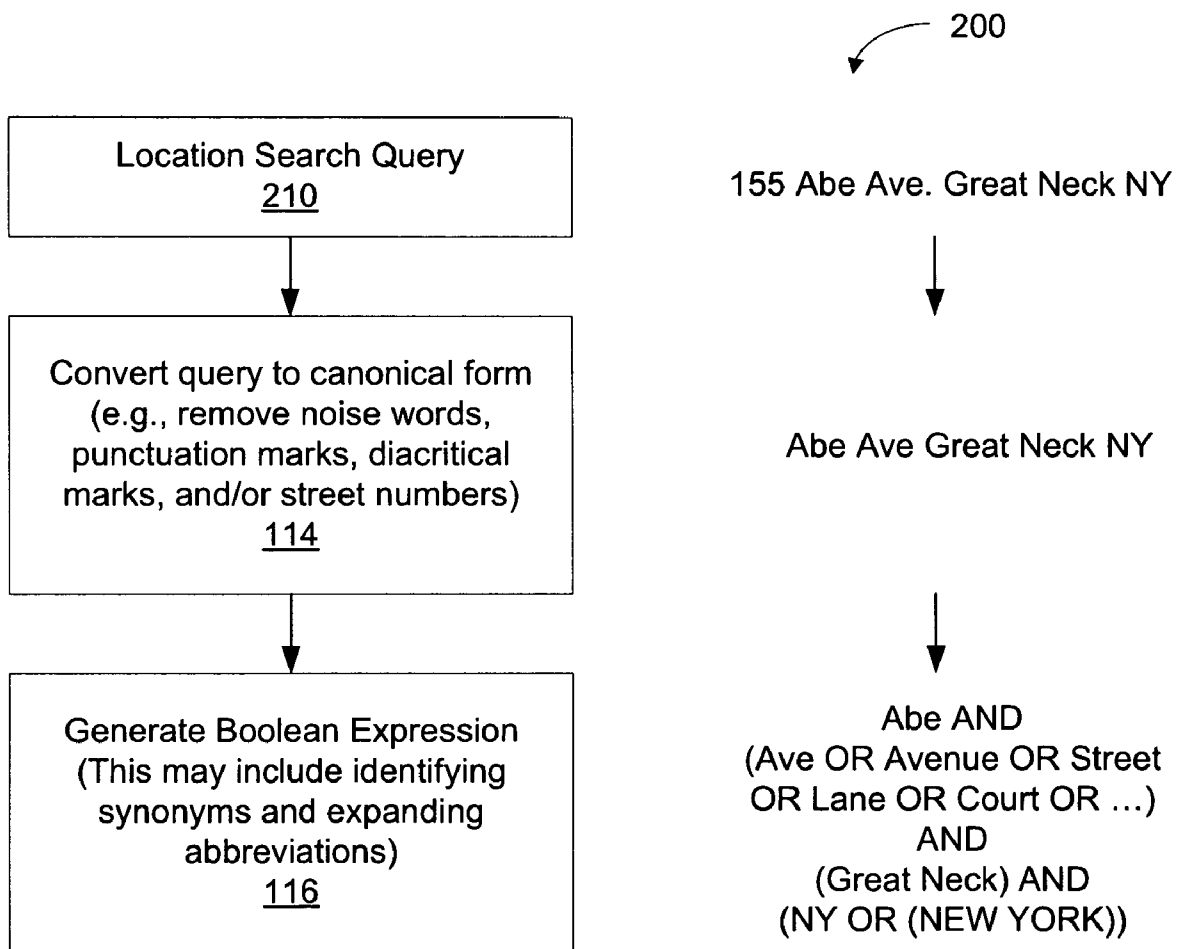 200
Location Search Query
210
155 Abe Ave. Great Neck NY
Convert query to canonical form
(e.g., remove noise words,
punctuation marks, diacritical
marks, and/or street numbers)
114
Abe Ave Great Neck NY
Generate Boolean Expression
(This may include identifying
synonyms and expanding
abbreviations)
116
Abe AND
(Ave OR Avenue OR Street
OR Lane OR Court OR ...)
AND
(Great Neck) AND
(NY OR (NEW YORK))